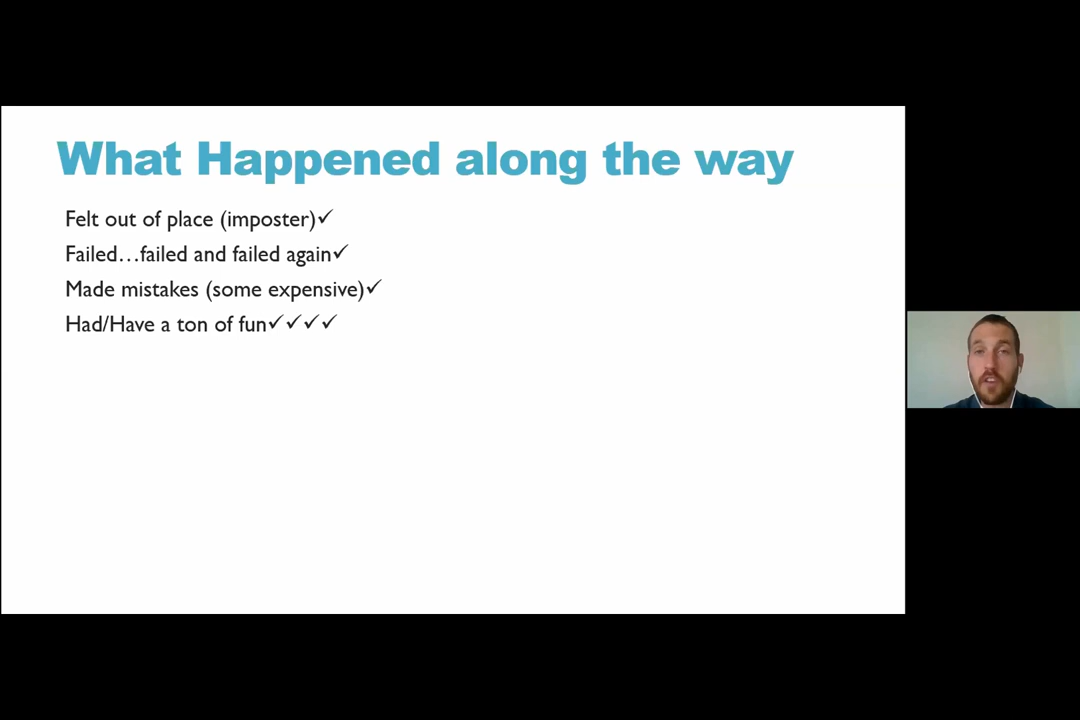 What Happened along the way
Felt out of place (imposter)✓
Failed…failed and failed again✓
Made mistakes (some expensive)✓
Had/Have a ton of fun✓✓✓✓